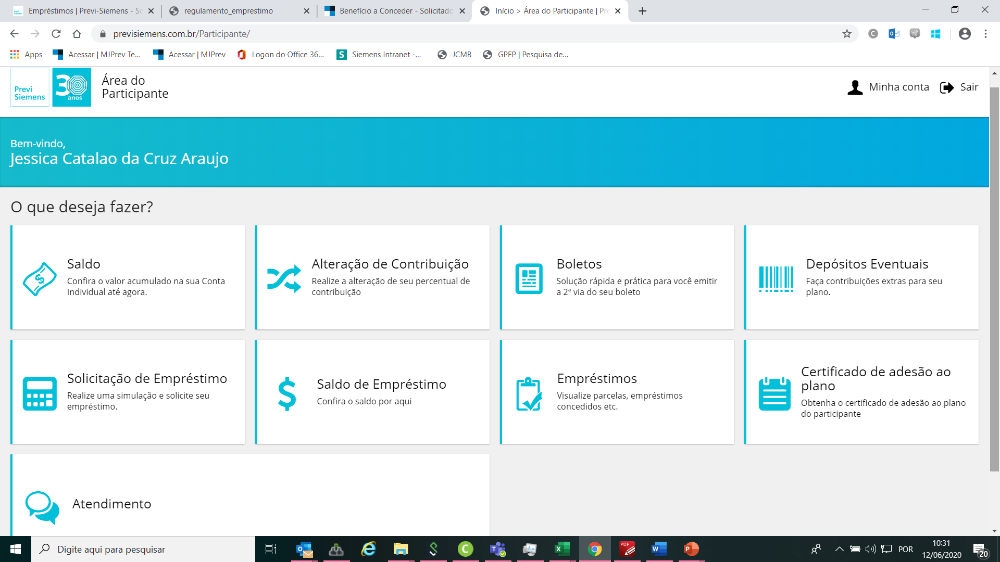 Empréstimos | Previ-Siemens - So
regulamento_emprestimo
Benefício a Conceder - Solicitado
Início > Área do Participante | Pre
previsiemens.com.br/Participante/
Apps
Acessar | MJPrev Te...
Acessar | MJPrev
Logon do Office 36...
Siemens Intranet -...
JCMB
GPFP | Pesquisa de...
Previ
Siemens
30
anos
Área do
Participante
Minha conta
Sair
Bem-vindo,
Jessica Catalao da Cruz Araujo
O que deseja fazer?
Saldo
Confira o valor acumulado na sua Conta
Individual até agora.
Alteração de Contribuição
Realize a alteração de seu percentual de
contribuição
Boletos
Solução rápida e prática para você emitir
a 2ª via do seu boleto
Depósitos Eventuais
Faça contribuições extras para seu
plano.
Solicitação de Empréstimo
Realize uma simulação e solicite seu
empréstimo.
Saldo de Empréstimo
Confira o saldo por aqui
Empréstimos
Visualize parcelas, empréstimos
concedidos etc.
Certificado de adesão ao
plano
Obtenha o certificado de adesão ao plano
do participante
Atendimento
Digite aqui para pesquisar
POR
10:31
12/06/2020
20